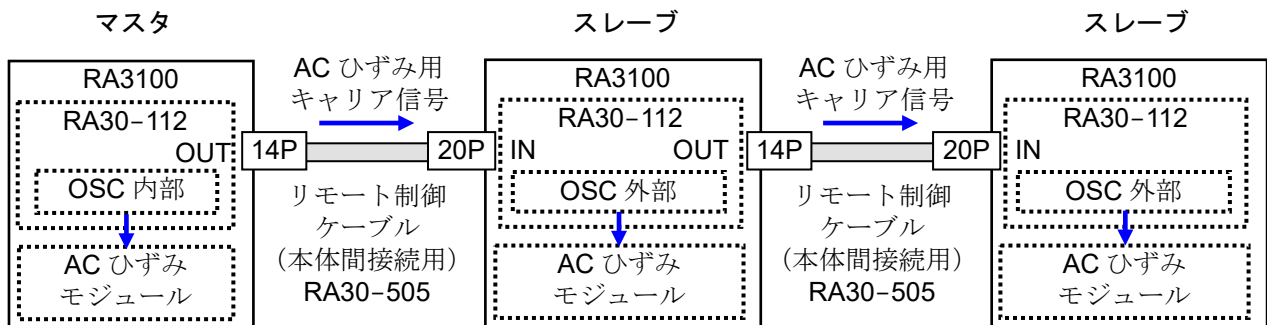 マスタ
スレーブ
スレーブ
RA3100
RA30-112
OUT
OSC 内部
AC ひずみ
モジュール
AC ひずみ用
キャリア信号
14P
20P
リモート制御
ケーブル
(本体間接続用)
RA30-505
RA3100
RA30-112
IN
OUT
OSC 外部
AC ひずみ
モジュール
AC ひずみ用
キャリア信号
14P
20P
リモート制御
ケーブル
(本体間接続用)
RA30-505
RA3100
RA30-112
IN
OSC 外部
AC ひずみ
モジュール